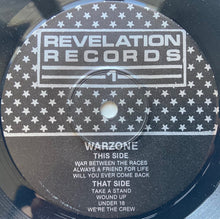 REVELATION
RECORDS
1
WARZONE
THIS SIDE
WAR BETWEEN THE RACES
ALWAYS A FRIEND FOR LIFE
WILL YOU EVER COME BACK
THAT SIDE
TAKE A STAND
WOUND UP
UNDER 18
WE'RE THE CREW